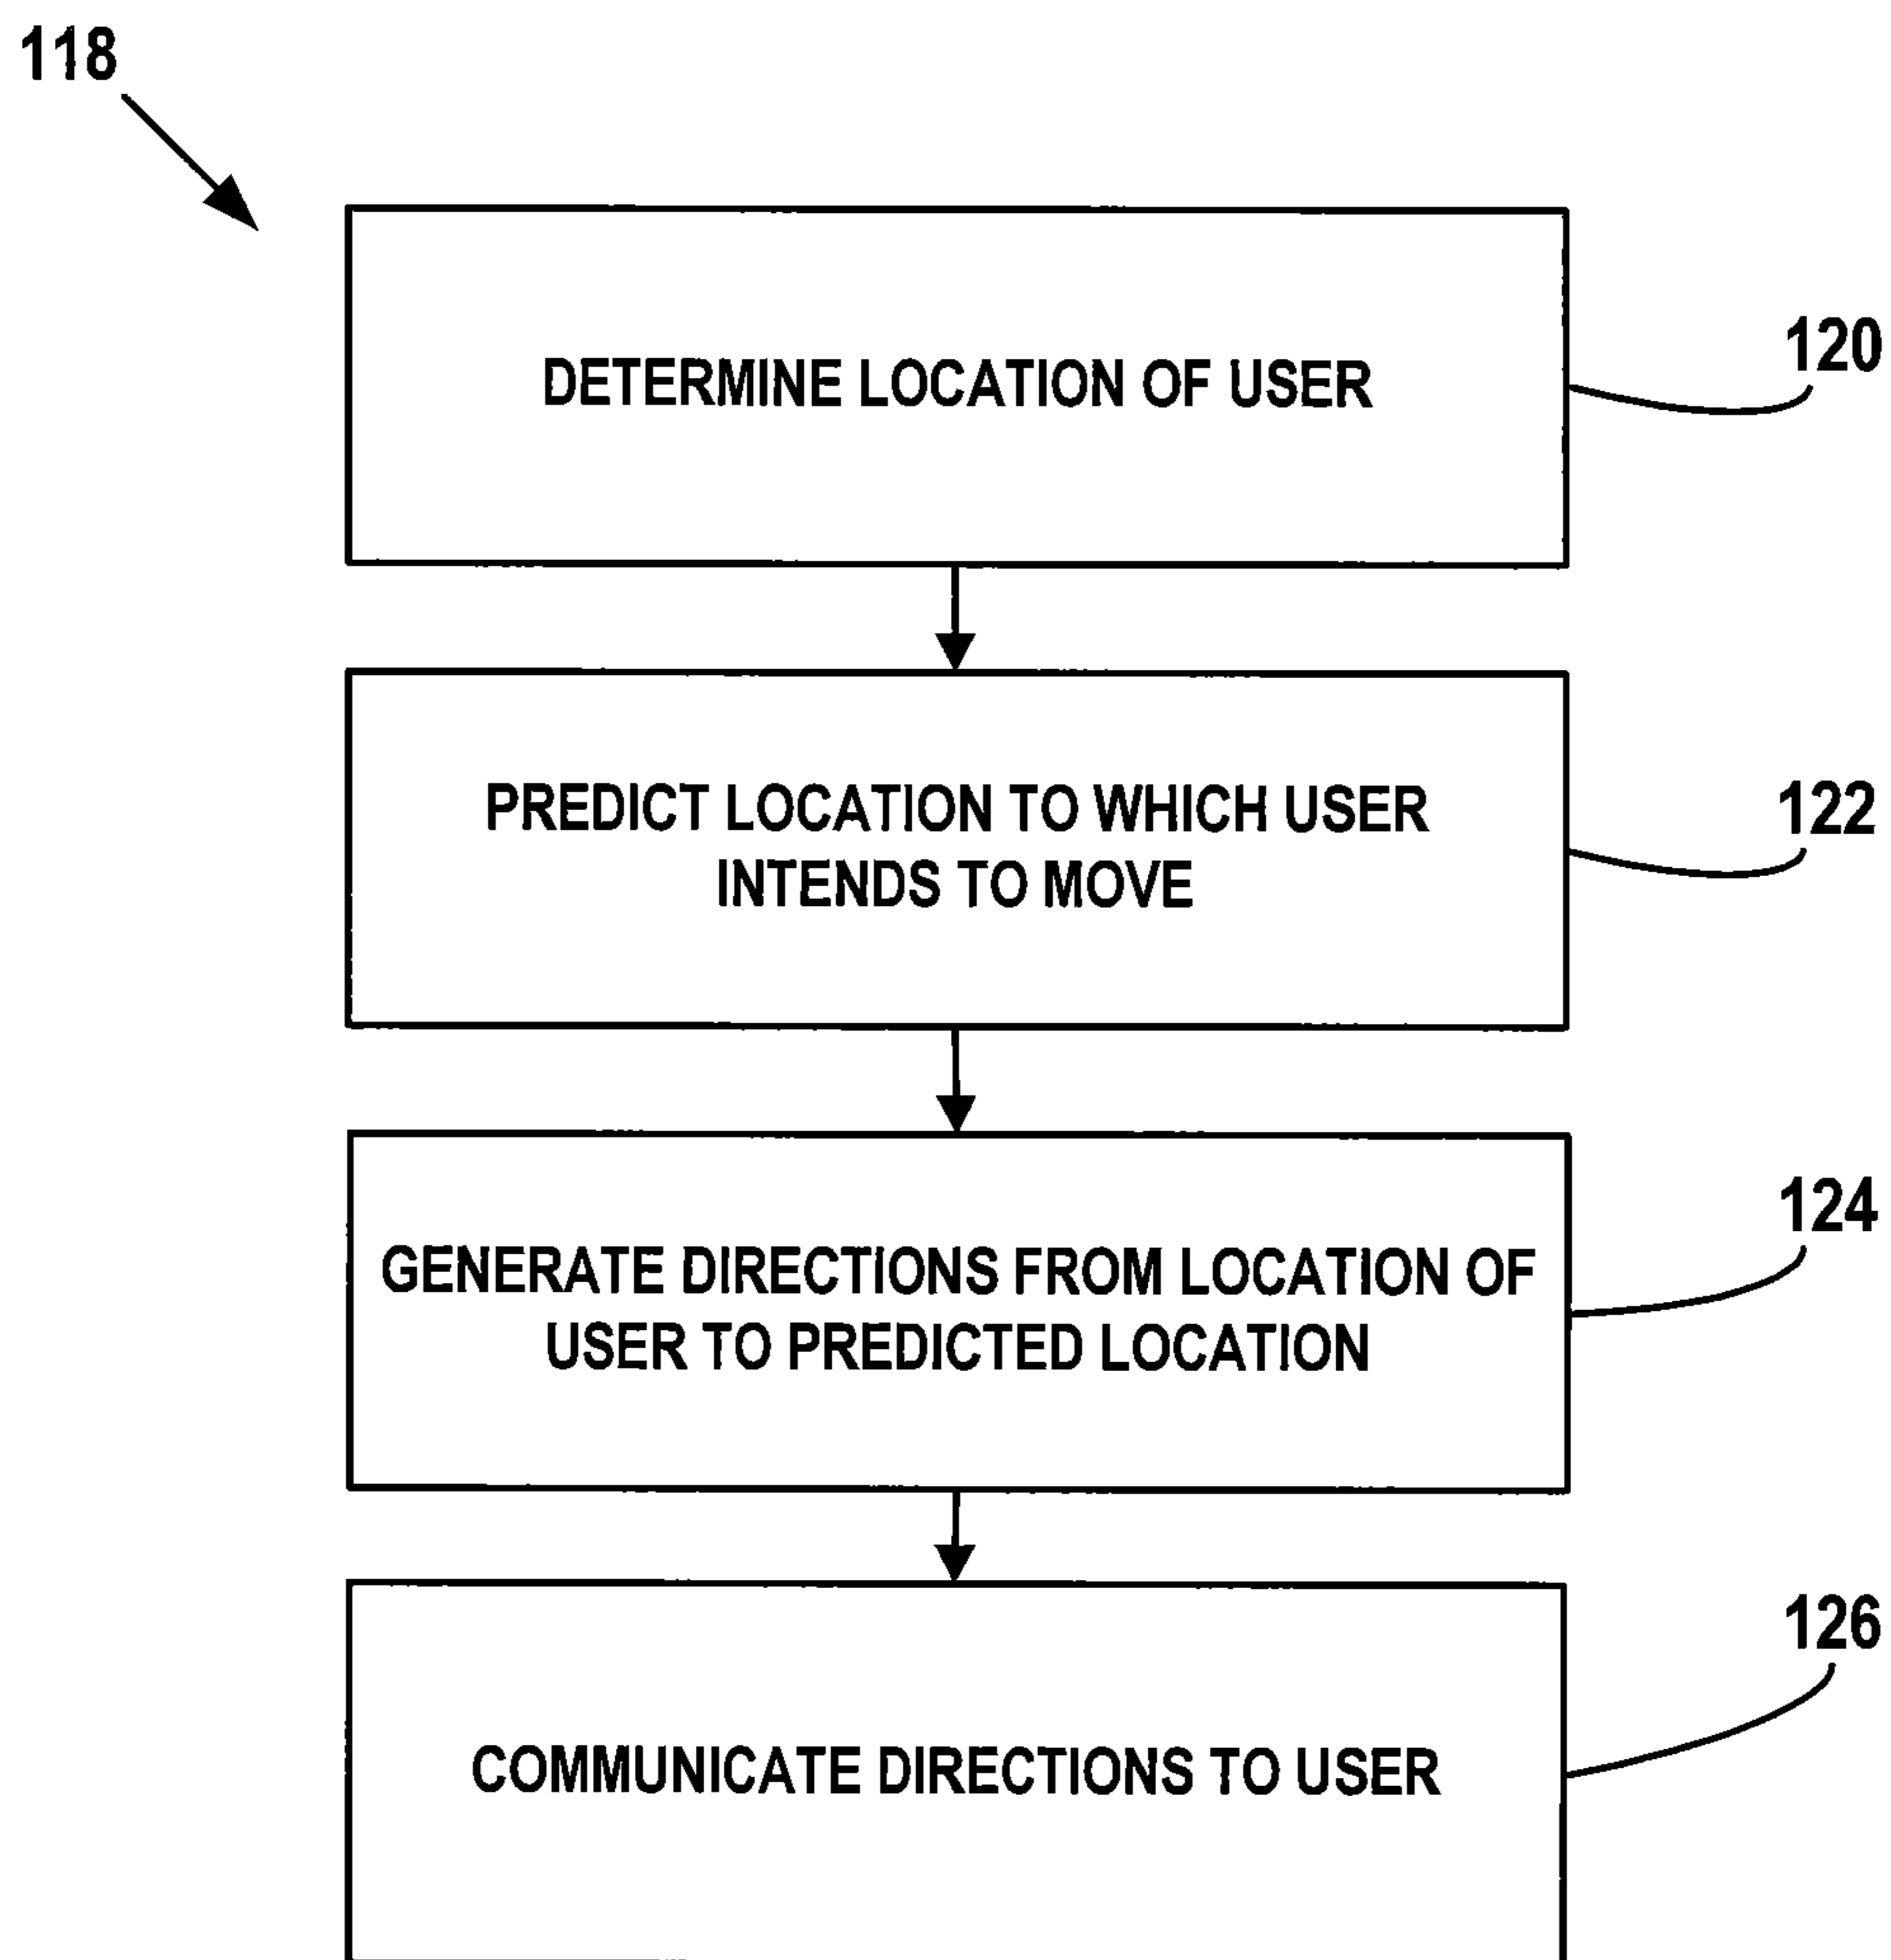 118
DETERMINE LOCATION OF USER
120
PREDICT LOCATION TO WHICH USER
INTENDS TO MOVE
122
GENERATE DIRECTIONS FROM LOCATION OF
USER TO PREDICTED LOCATION
124
COMMUNICATE DIRECTIONS TO USER
126